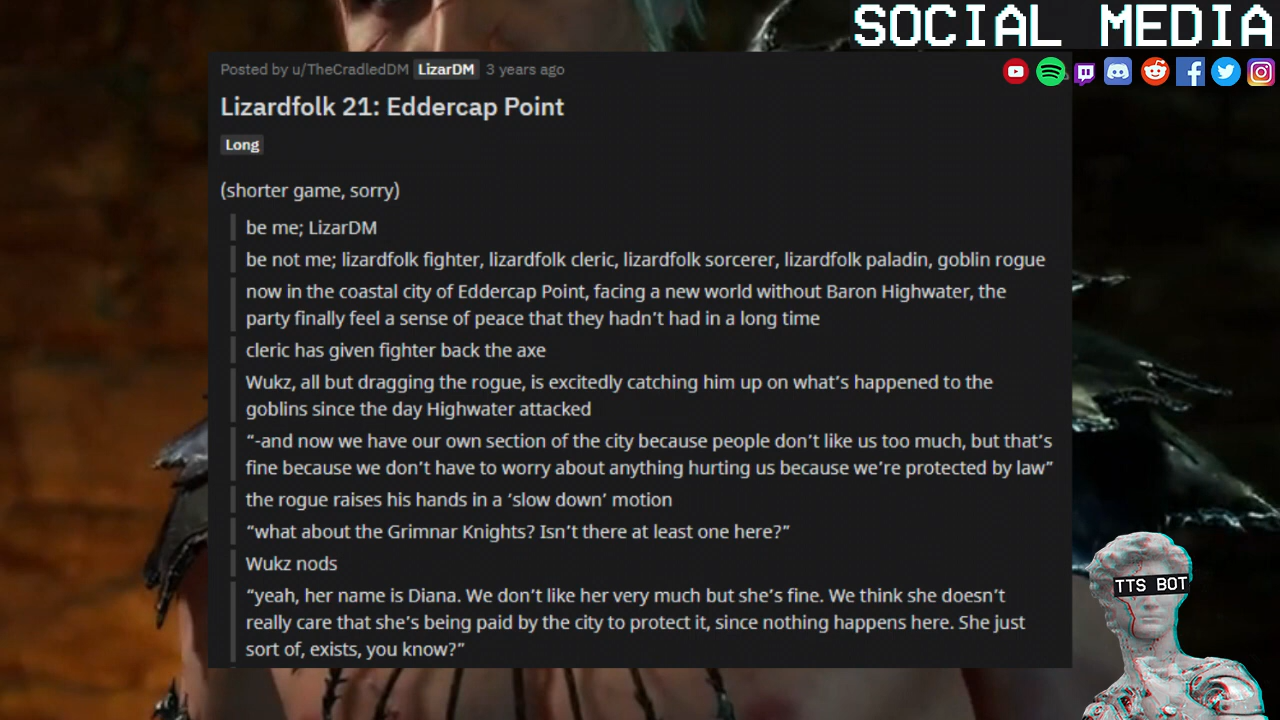 SOCIAL MEDIA
Posted by u/TheCradledDM LizarDM 3 years ago
Lizardfolk 21: Eddercap Point
Long
(shorter game, sorry)
be me; LizarDM
be not me; lizardfolk fighter, lizardfolk cleric, lizardfolk sorcerer, lizardfolk paladin, goblin rogue
now in the coastal city of Eddercap Point, facing a new world without Baron Highwater, the
party finally feel a sense of peace that they hadn't had in a long time
cleric has given fighter back the axe
Wukz, all but dragging the rogue, is excitedly catching him up on what's happened to the
goblins since the day Highwater attacked
“-and now we have our own section of the city because people don't like us too much, but that's
fine because we don't have to worry about anything hurting us because we're protected by law”
the rogue raises his hands in a ‘slow down’ motion
“what about the Grimnar Knights? Isn't there at least one here?”
Wukz nods
“yeah, her name is Diana. We don't like her very much but she's fine. We think she doesn't
really care that she's being paid by the city to protect it, since nothing happens here. She just
sort of, exists, you know?”
TTS BOT